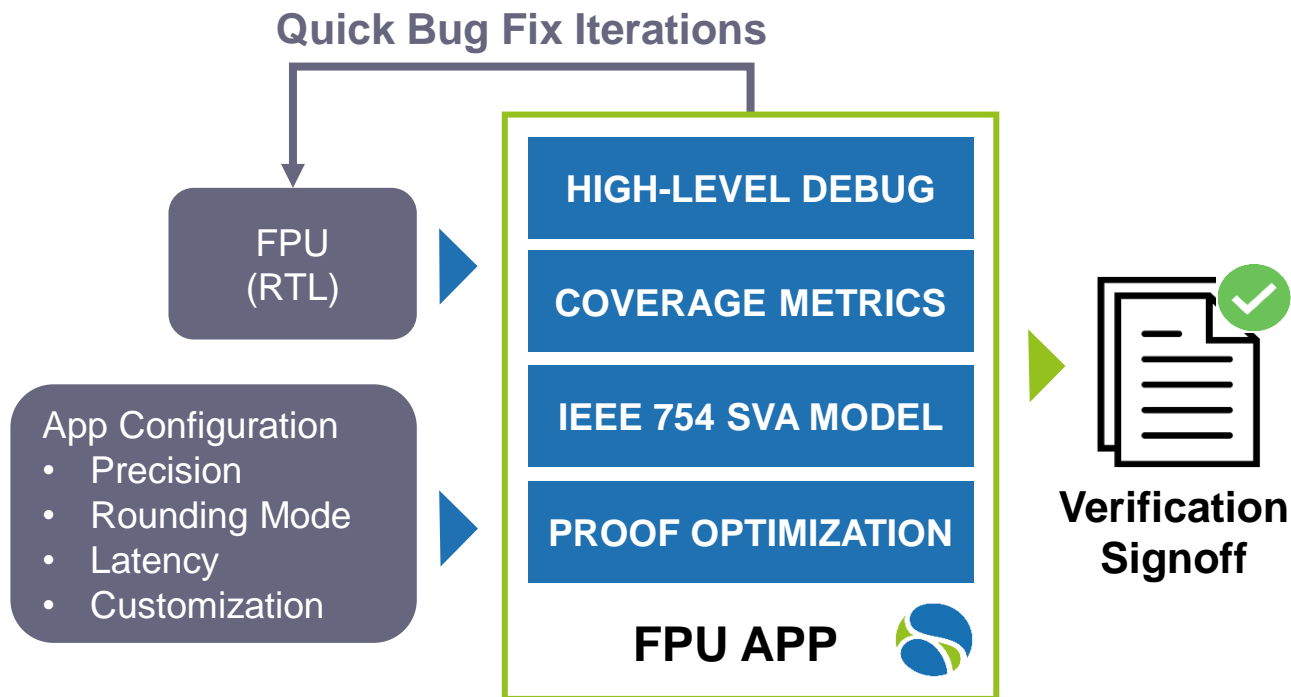 Quick Bug Fix Iterations
FPU
(RTL)
App Configuration
• Precision
• Rounding Mode
• Latency
• Customization
HIGH-LEVEL DEBUG
COVERAGE METRICS
IEEE 754 SVA MODEL
PROOF OPTIMIZATION
FPU APP
Verification
Signoff